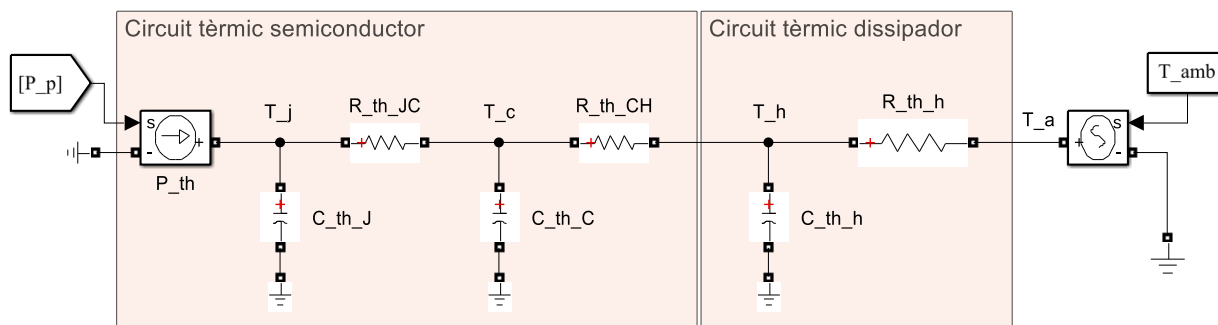 Circuit tèrmic semiconductor
Circuit tèrmic dissipador
[P_p]
T_amb
T_j
R_th_JC
T_c
R_th_CH
T_h
R_th_h
T_a
S
+
-
P_th
S
+
-
C_th_J
C_th_C
C_th_h